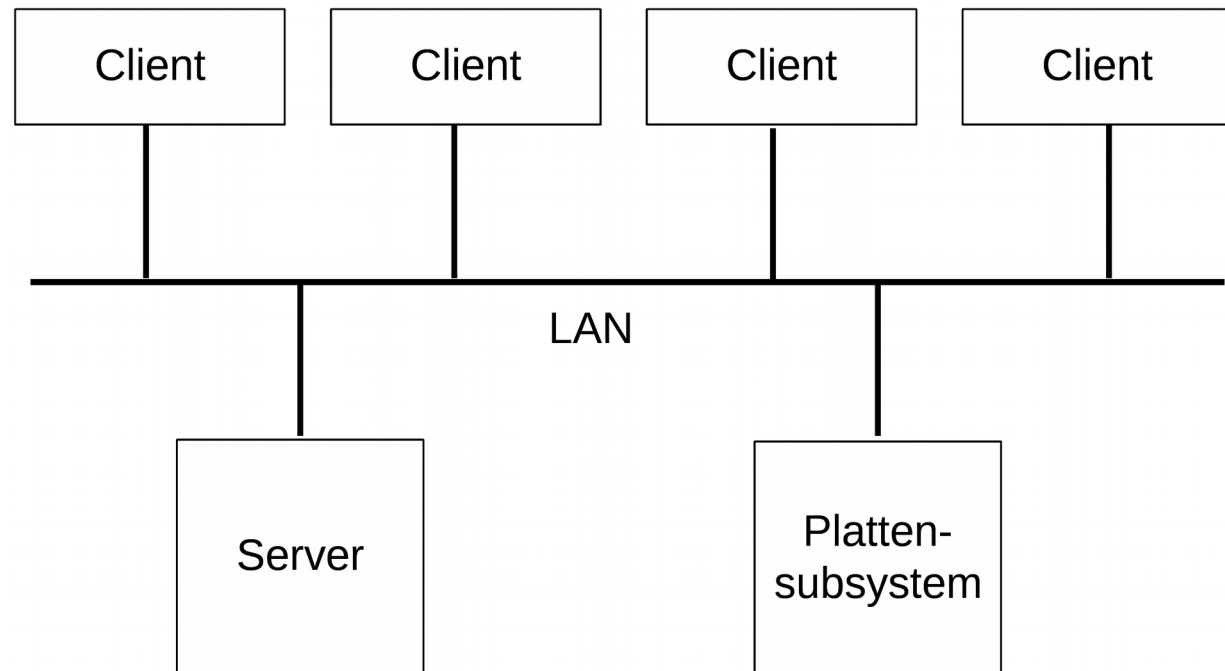 Client
Client
Client
Client
LAN
Server
Platten-
subsystem